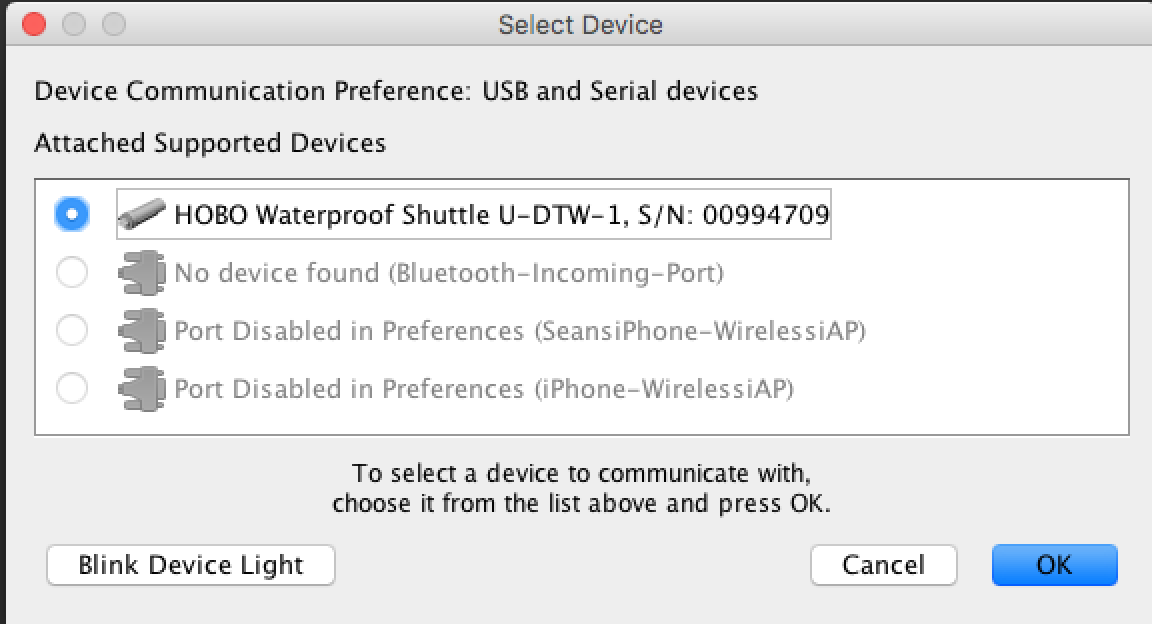 Select Device
Device Communication Preference: USB and Serial devices
Attached Supported Devices
HOBO Waterproof Shuttle U-DTW-1, S/N: 00994709
No device found (Bluetooth-Incoming-Port)
Port Disabled in Preferences (SeansiPhone-WirelessiAP)
Port Disabled in Preferences (iPhone-WirelessiAP)
To select a device to communicate with,
choose it from the list above and press OK.
Blink Device Light
Cancel
OK